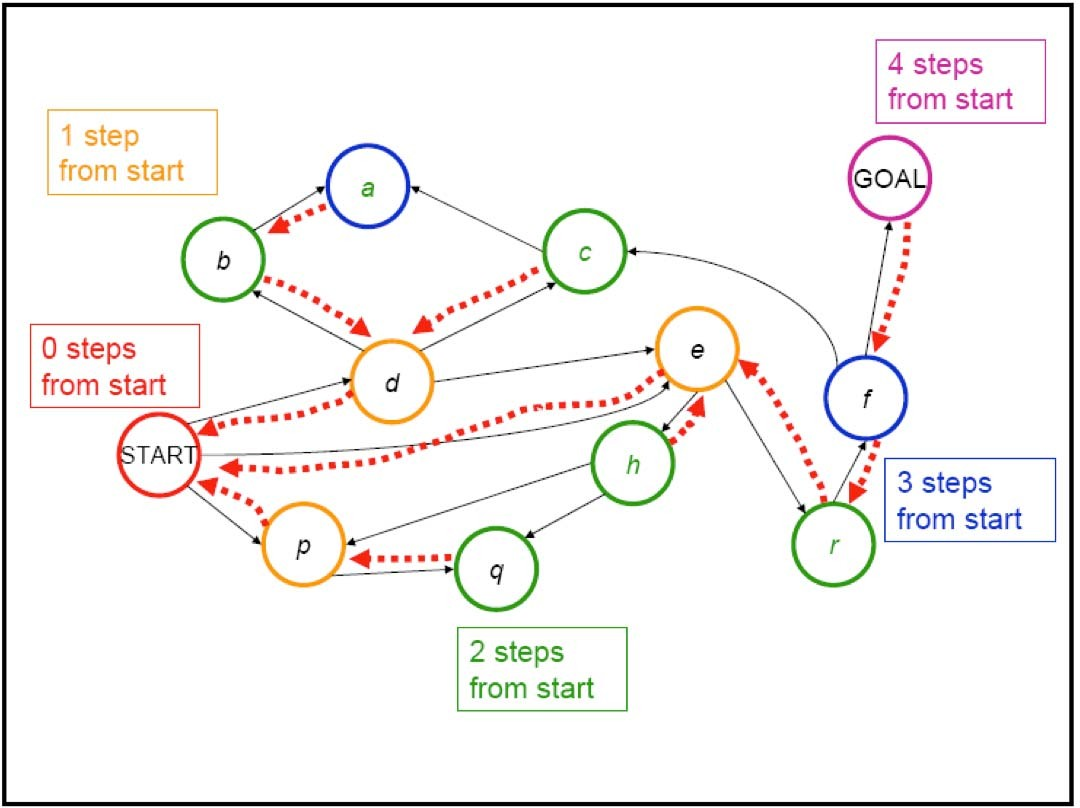 4 steps
from start
1 step
from start
a
GOAL
b
c
0 steps
from start
e
d
f
START
h
3 steps
from start
p
q
r
2 steps
from start